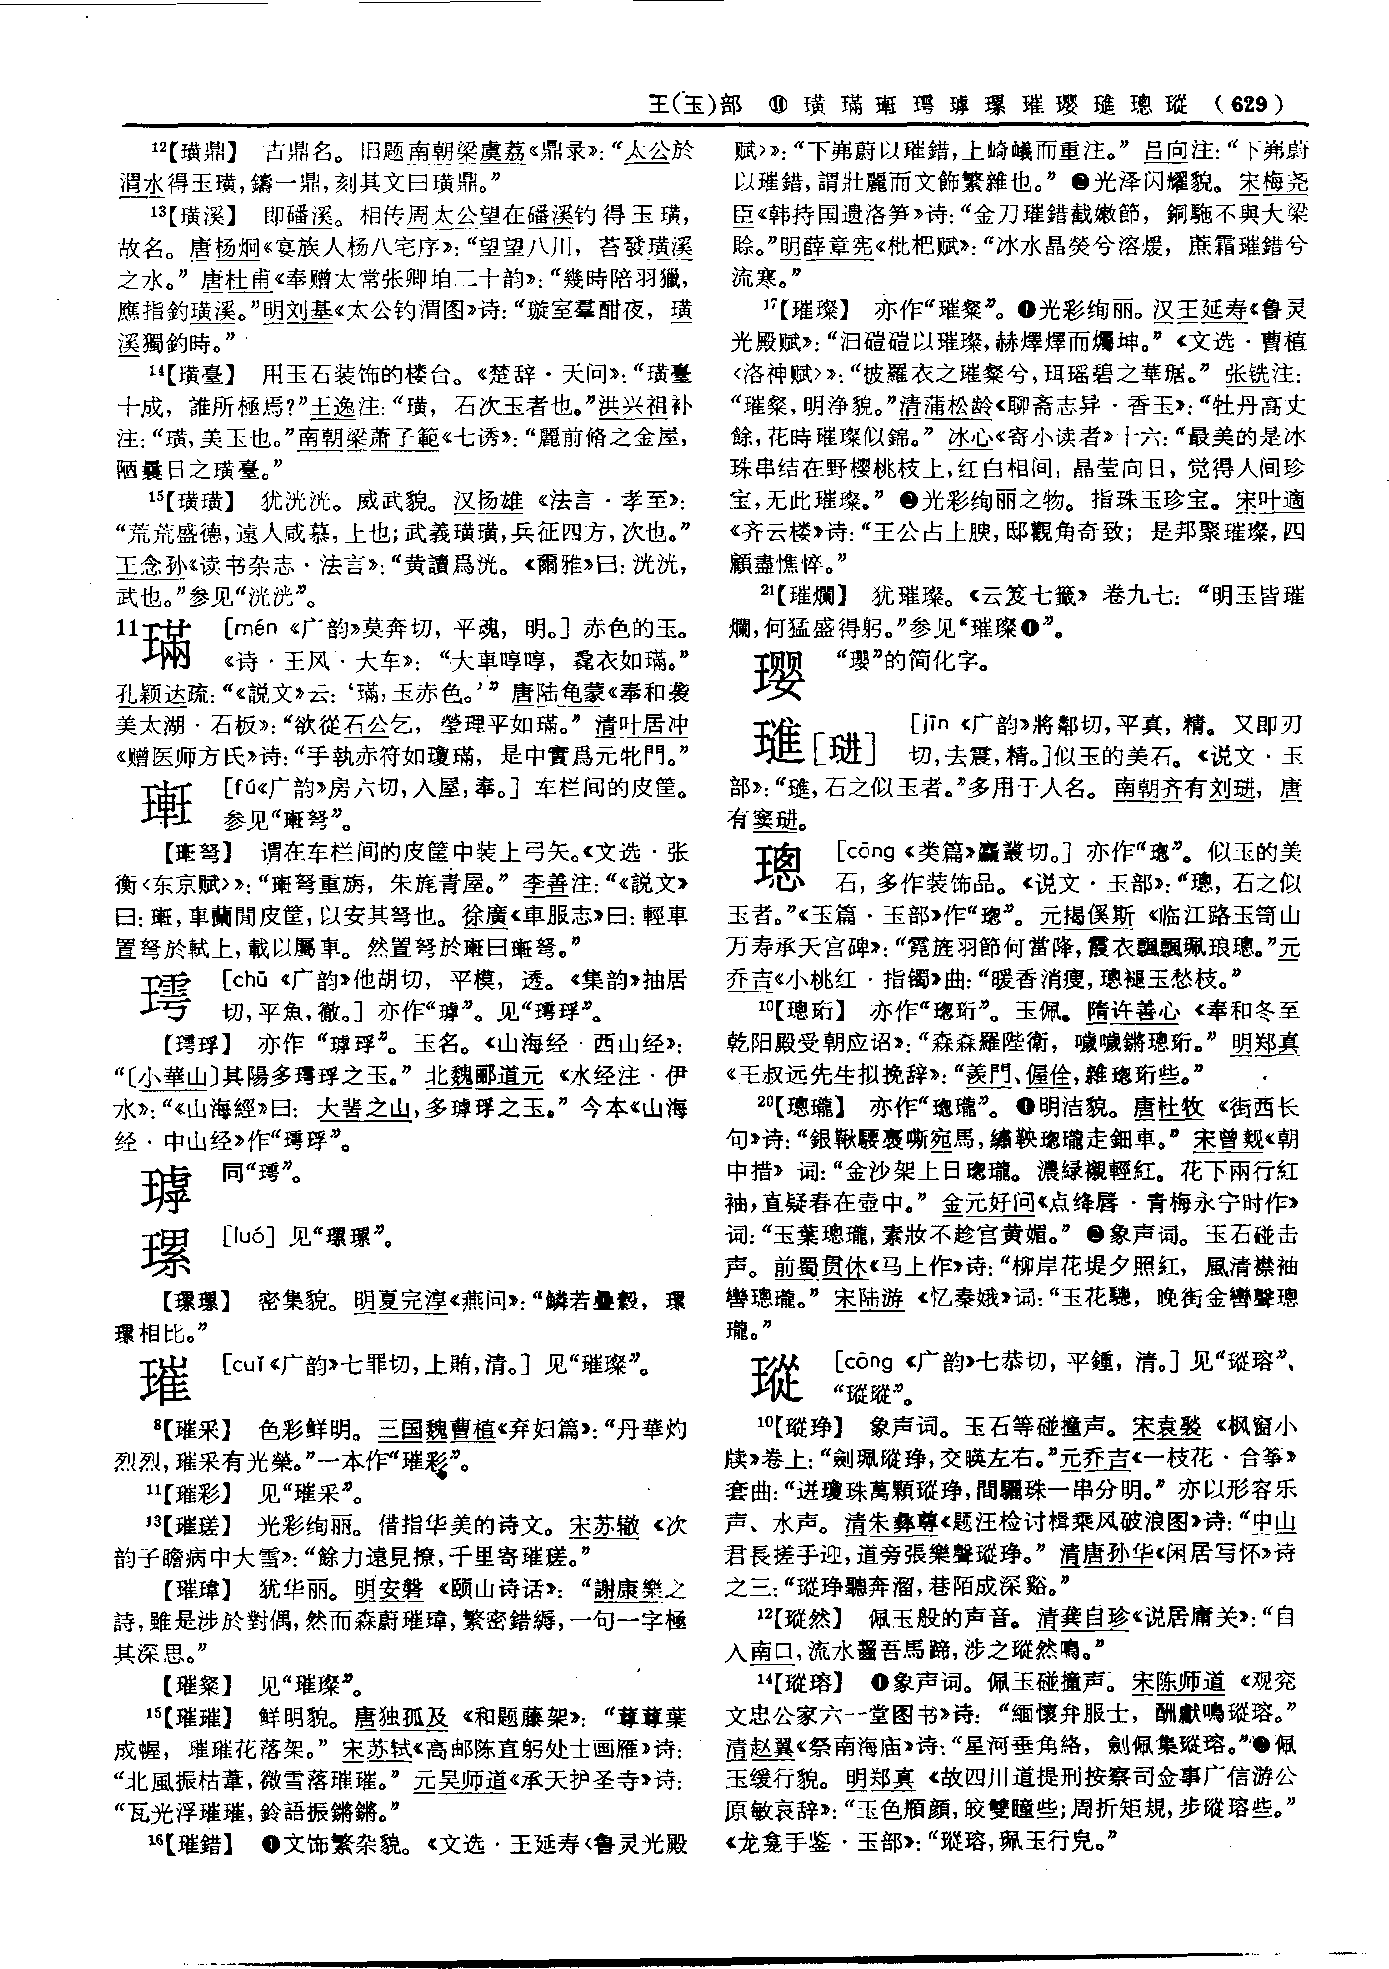 王(玉)部 ⑪ 璜璊㻞𤩅㻯㼈璀璎璡璁瑽 (629)
12【璜鼎】 古鼎名。旧题南朝梁虞荔《鼎录》:“太公於
渭水得玉璜,鑄一鼎,刻其文曰璜鼎。”
13【璜溪】 即磻溪。相传周太公望在磻溪钓得玉璜,
故名。唐杨炯《宴族人杨八宅序》:“望望八川,苔發璜溪
之水。”唐杜甫《奉赠太常张卿垍二十韵》:“幾時陪羽獵,
應指釣璜溪。”明刘基《太公钓渭图》诗:“璇室羣酣夜,璜
溪獨釣時。”
14【璜臺】 用玉石装饰的楼台。《楚辞·天问》:“璜臺
十成,誰所極焉?”王逸注:“璜,石次玉者也。”洪兴祖补
注:“璜,美玉也。”南朝梁萧子範《七诱》:“麗前脩之金屋,
陋曩日之璜臺。”
15【璜璜】 犹洸洸。威武貌。汉扬雄《法言·孝至》:
“荒荒盛德,遠人咸慕,上也;武義璜璜,兵征四方,次也。”
王念孙《读书杂志·法言》:“黄讀爲洸。《爾雅》曰:洸洸,
武也。”参见“洸洸”。
11璊 [mén《广韵》莫奔切,平魂,明。]赤色的玉。
《诗·王风·大车》:“大車啍啍,毳衣如璊。”
孔颖达疏:“《説文》云:‘璊,玉赤色。’”唐陆龟蒙《奉和袭
美太湖·石板》:“欲從石公乞,瑩理平如璊。”清叶居冲
《赠医师方氏》诗:“手執赤符如瓊璊,是中實爲元牝門。”
[fú《广韵》房六切,入屋,奉。]车栏间的皮筐。
参见“㻞弩”。
【㻞弩】 谓在车栏间的皮筐中装上弓矢。《文选·张
衡〈东京赋〉》:“㻞弩重旃,朱旄青屋。”李善注:“《説文》
曰:㻞,車蘭閒皮筐,以安其弩也。徐廣《車服志》曰:輕車
置弩於軾上,載以屬車。然置弩於㻞曰㻞弩。”
[chū《广韵》他胡切,平模,透。《集韵》抽居
切,平魚,徹。]亦作“㻯”。见“𤩅琈”。
【𤩅琈】 亦作“㻯琈”。玉名。《山海经·西山经》:
“〔小華山〕其陽多𤩅琈之玉。”北魏郦道元《水经注·伊
水》:“《山海經》曰:大𦬚之山,多㻯琈之玉。”今本《山海
经·中山经》作“𤩅琈”。
㻯 同“𤩅”。
㼈 [luó]见“㼈㼈”。
【㼈㼈】 密集貌。明夏完淳《燕问》:“鱗若疊縠,㼈
㼈相比。”
璀 [cuǐ《广韵》七罪切,上賄,清。]见“璀璨”。
8【璀采】 色彩鲜明。三国魏曹植《弃妇篇》:“丹華灼
烈烈,璀采有光榮。”一本作“璀彩”。
11【璀彩】 见“璀采”。
13【璀瑳】 光彩绚丽。借指华美的诗文。宋苏辙《次
韵子瞻病中大雪》:“餘力遠見撩,千里寄璀瑳。”
【璀瑋】 犹华丽。明安磐《颐山诗话》:“謝康樂之
詩,雖是涉於對偶,然而森蔚璀瑋,繁密錯縟,一句一字極
其深思。”
【璀粲】 见“璀璨”。
15【璀璀】 鲜明貌。唐独孤及《和题藤架》:“蓴蓴葉
成幄,璀璀花落架。”宋苏轼《高邮陈直躬处士画雁》诗:
“北風振枯葦,微雪落璀璀。”元吴师道《承天护圣寺》诗:
“瓦光浮璀璀,鈴語振鏘鏘。”
16【璀錯】 ❶文饰繁杂貌。《文选·王延寿〈鲁灵光殿
赋〉》:“下岪蔚以璀錯,上崎嶬而重注。”吕向注:“下岪蔚
以璀錯,謂壯麗而文飾繁雜也。”❷光泽闪耀貌。宋梅尧
臣《韩持国遗洛笋》诗:“金刀璀錯截嫩節,銅駞不與大梁
賒。”明薛章宪《枇杷赋》:“冰水晶熒兮溶煖,蔗霜璀錯兮
流寒。”
17【璀璨】 亦作“璀粲”。❶光彩绚丽。汉王延寿《鲁灵
光殿赋》:“汩磑磑以璀璨,赫燡燡而爥坤。”《文选·曹植
〈洛神赋〉》:“披羅衣之璀粲兮,珥瑶碧之華琚。”张铣注:
“璀粲,明净貌。”清蒲松龄《聊斋志异·香玉》:“牡丹高丈
餘,花時璀璨似錦。”冰心《寄小读者》十六:“最美的是冰
珠串结在野樱桃枝上,红白相间,晶莹向日,觉得人间珍
宝,无此璀璨。”❷光彩绚丽之物。指珠玉珍宝。宋叶適
《齐云楼》诗:“王公占上腴,邸觀角奇致;是邦聚璀璨,四
顧盡憔悴。”
21【璀爛】 犹璀璨。《云笈七籤》卷九七:“明玉皆璀
爛,何猛盛得躬。”参见“璀璨❶”。
璎 “瓔”的简化字。
璡[琎] [jīn《广韵》將鄰切,平真,精。又即刃
切,去震,精。]似玉的美石。《说文·玉
部》:“璡,石之似玉者。”多用于人名。南朝齐有刘琎,唐
有窦琎。
璁 [cōng《类篇》麤叢切。]亦作“瑽”。似玉的美
石,多作装饰品。《说文·玉部》:“璁,石之似
玉者。”《玉篇·玉部》作“瑽”。元揭傒斯《临江路玉笥山
万寿承天宫碑》:“霓旌羽節何當降,霞衣飄飄珮琅璁。”元
乔吉《小桃红·指镯》曲:“暖香消瘦,璁褪玉愁枝。”
10【璁珩】 亦作“瑽珩”。玉佩。隋许善心《奉和冬至
乾阳殿受朝应诏》:“森森羅陛衛,噦噦鏘璁珩。”明郑真
《王叔远先生拟挽辞》:“羨門、偓佺,雜璁珩些。”
20【璁瓏】 亦作“瑽瓏”。❶明洁貌。唐杜牧《街西长
句》诗:“銀鞦騕褭嘶宛馬,繡鞅璁瓏走鈿車。”宋曾觌《朝
中措》词:“金沙架上日璁瓏。濃緑襯輕紅。花下兩行紅
袖,直疑春在壺中。”金元好问《点绛唇·青梅永宁时作》
词:“玉葉璁瓏,素妝不趁宫黄媚。”❷象声词。玉石碰击
声。前蜀贯休《马上作》诗:“柳岸花堤夕照紅,風清襟袖
轡璁瓏。”宋陆游《忆秦娥》词:“玉花驄,晚街金轡聲璁
瓏。”
瑽 [cōng《广韵》七恭切,平鍾,清。]见“瑽瑢”、
“瑽瑽”。
10【瑽琤】 象声词。玉石等碰撞声。宋袁褧《枫窗小
牍》卷上:“劍珮瑽琤,交暎左右。”元乔吉《一枝花·合筝》
套曲:“迸瓊珠萬顆瑽琤,間驪珠一串分明。”亦以形容乐
声、水声。清朱彝尊《题汪检讨楫乘风破浪图》诗:“中山
君長搓手迎,道旁張樂聲瑽琤。”清唐孙华《闲居写怀》诗
之三:“瑽琤聽奔溜,巷陌成深谿。”
12【瑽然】 佩玉般的声音。清龚自珍《说居庸关》:“自
入南口,流水齧吾馬蹄,涉之瑽然鳴。”
14【瑽瑢】 ❶象声词。佩玉碰撞声。宋陈师道《观兖
文忠公家六一堂图书》诗:“緬懷弁服士,酬獻鳴瑽瑢。”
清赵翼《祭南海庙》诗:“星河垂角絡,劍佩集瑽瑢。”❷佩
玉缓行貌。明郑真《故四川道提刑按察司佥事广信游公
原敏哀辞》:“玉色頩顔,皎雙瞳些;周折矩規,步瑽瑢些。”
《龙龛手鉴·玉部》:“瑽瑢,珮玉行皃。”